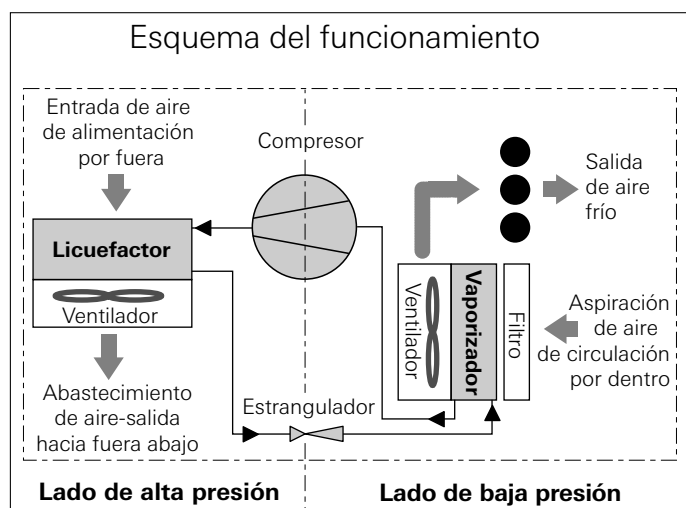 Esquema del funcionamiento
Entrada de aire
de alimentación
por fuera
Compresor
Salida
de aire
frío
Licuefactor
Ventilador
Ventilador
Vaporizador
Filtro
Aspiración
de aire
de circulación
por dentro
Abastecimiento
de aire-salida
hacia fuera abajo
Estrangulador
Lado de alta presión
Lado de baja presión